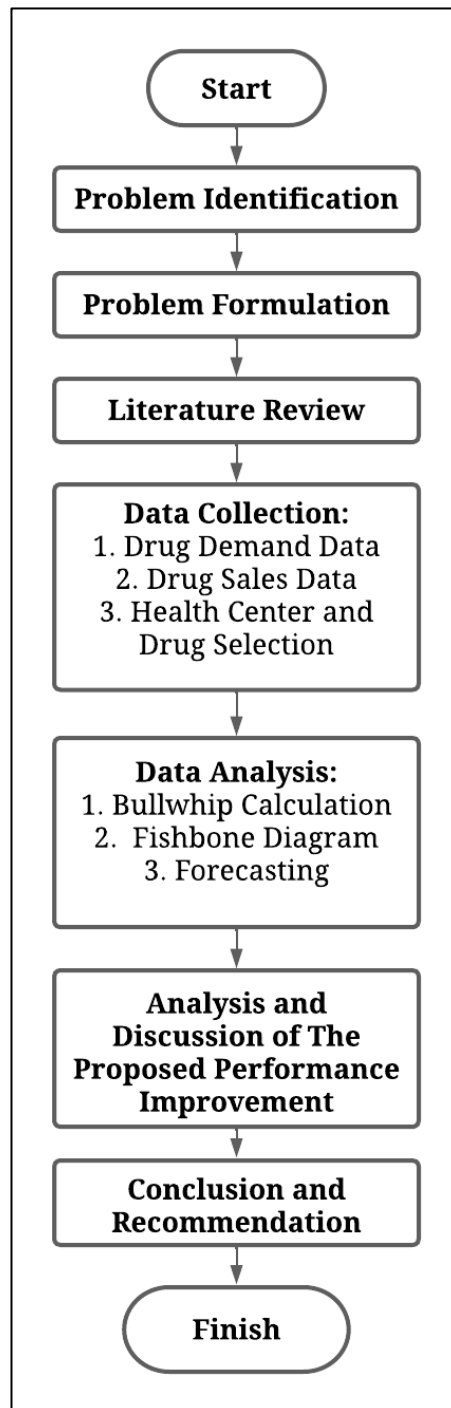 Start
Problem Identification
Problem Formulation
Literature Review
Data Collection:
1. Drug Demand Data
2. Drug Sales Data
3. Health Center and
Drug Selection
Data Analysis:
1. Bullwhip Calculation
2. Fishbone Diagram
3. Forecasting
Analysis and
Discussion of The
Proposed Performance
Improvement
Conclusion and
Recommendation
Finish